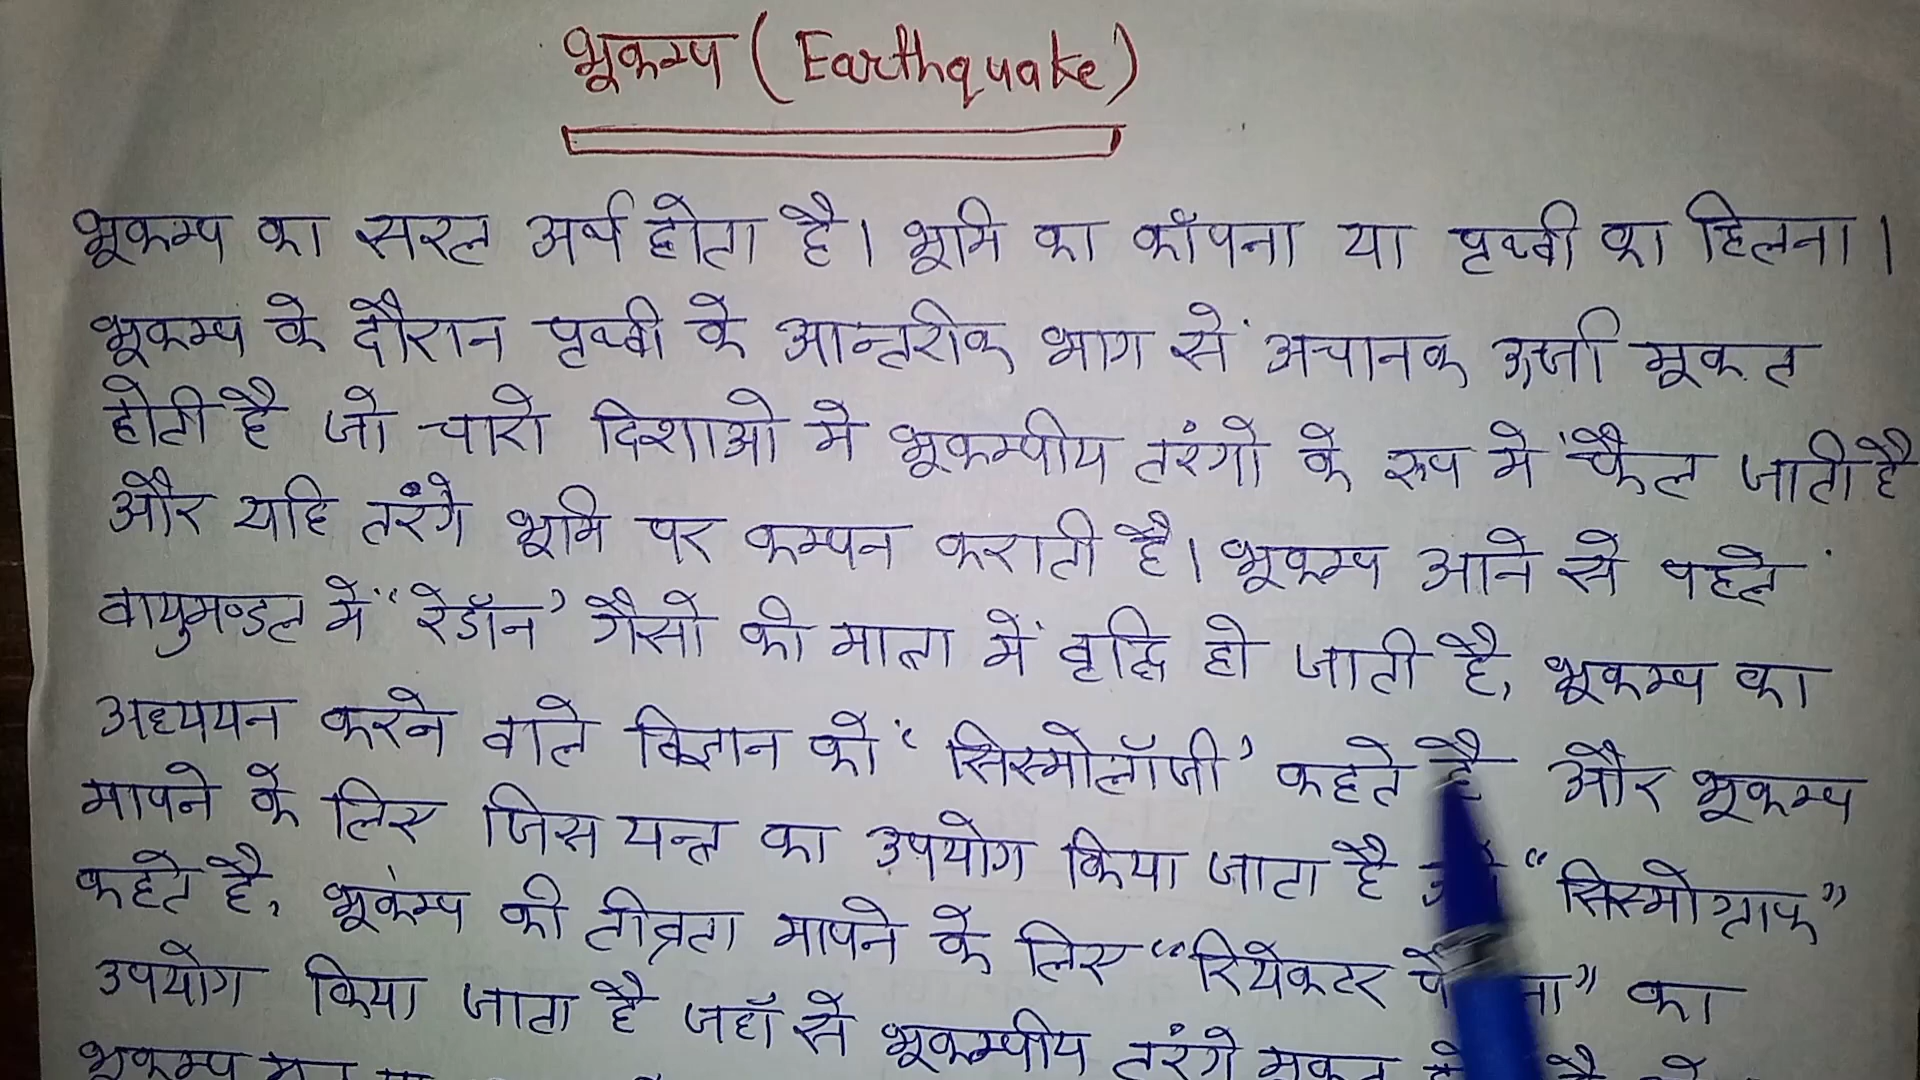 भूकम्प (Earthquake)
भूकम्प का सरल अर्थ होता है। भूमि का काँपना या पृथ्वी का हिलना।
भूकम्प के दौरान पृथ्वी के आन्तरीक भाग से अचानक ऊर्जा मूक्त
होती है जो चारो दिशाओ मे भूकम्पीय तरंगो के रूप मे फैल जाती है
और यहि तरंगे भूमि पर कम्पन कराती है। भूकम्प आने से पहले
वायुमण्डल में "रेडॉन' गैसो की मात्रा में वृद्धि हो जाती है, भूकम्प का
अध्ययन करने वाले विज्ञान को 'सिस्मोलॉजी' कहते है और भूकम्प
मापने के लिए जिस यन्त्र का उपयोग किया जाता है "सिस्मोग्राफ"
कहते है, भूकंम्प की तीव्रता मापने के लिए "रियेक्टर का
उपयोग किया जाता है जहाँ से भूकम्पीय तरंगे मुक्त
भूकम्प